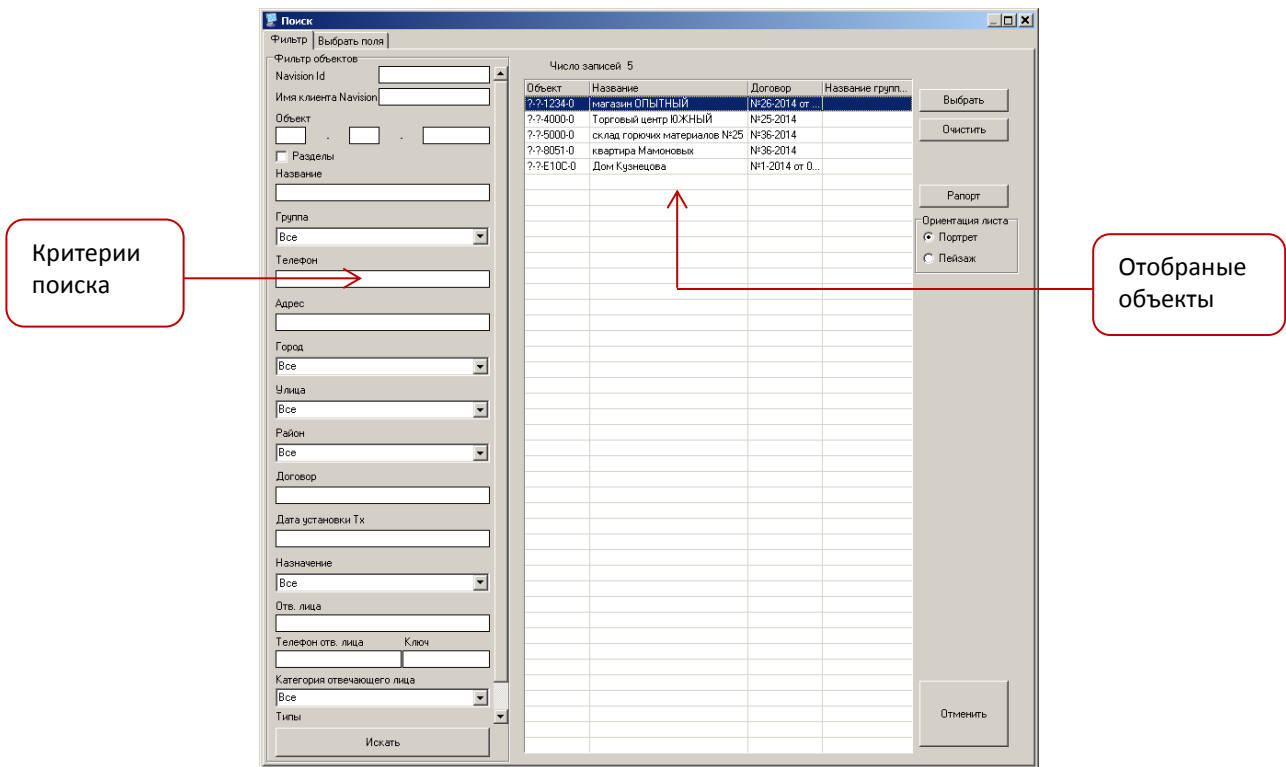 Поиск
Фильтр Выбрать поля
Фильтр объектов
Navision Id
Имя клиента Navision
Объект
. .
Разделы
Название
Группа
Все
Телефон
Адрес
Город
Все
Улица
Все
Район
Все
Договор
Дата установки Тх
Назначение
Все
Отв. лица
Телефон отв. лица Ключ
Категория отвечающего лица
Все
Типы
Искать
Число записей 5
Объект Название Договор Название групп...
?-?-1234-0 магазин ОПЫТНЫЙ №26-2014 от ...
?-?-4000-0 Торговый центр ЮЖНЫЙ №25-2014
?-?-5000-0 склад горючих материалов №25 №36-2014
?-?-8051-0 квартира Мамоновых №36-2014
?-?-E10C-0 Дом Кузнецова №1-2014 от 0...
Выбрать
Очистить
Рапорт
Ориентация листа
Портрет
Пейзаж
Отменить
Критерии
поиска
Отобраные
объекты